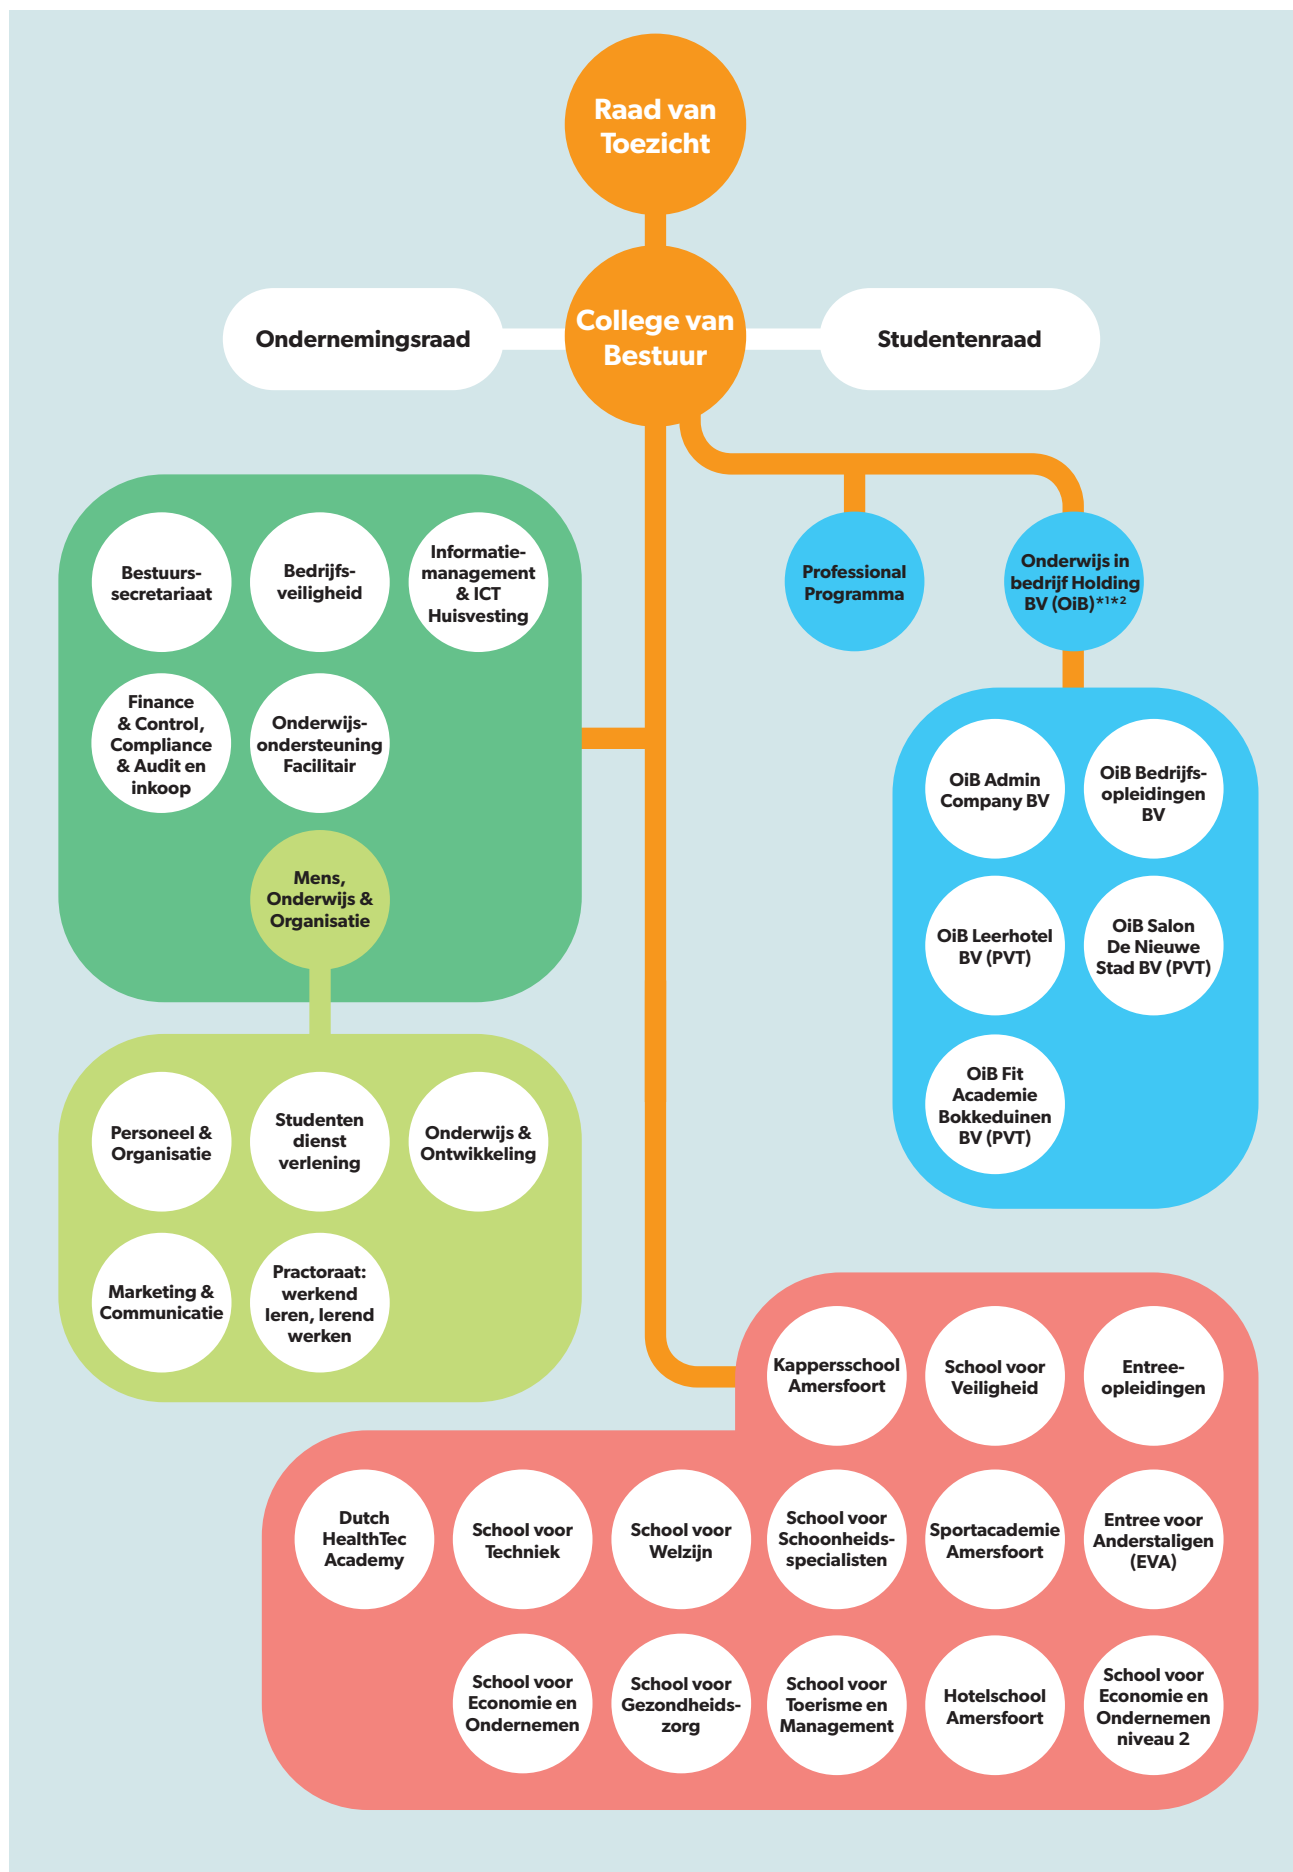 Raad van
Toezicht
Ondernemingsraad
College van
Bestuur
Studentenraad
Bestuurs-
secretariaat
Bedrijfs-
veiligheid
Informatie-
management
& ICT
Huisvesting
Finance
& Control,
Compliance
& Audit en
inkoop
Onderwijs-
ondersteuning
Facilitair
Mens,
Onderwijs &
Organisatie
Personeel &
Organisatie
Studenten
dienst
verlening
Onderwijs &
Ontwikkeling
Marketing &
Communicatie
Practoraat:
werkend
leren, lerend
werken
Professional
Programma
Onderwijs in
bedrijf Holding
BV (OiB)*¹*²
OiB Admin
Company BV
OiB Bedrijfs-
opleidingen
BV
OiB Leerhotel
BV (PVT)
OiB Salon
De Nieuwe
Stad BV (PVT)
OiB Fit
Academie
Bokkeduinen
BV (PVT)
Kappersschool
Amersfoort
School voor
Veiligheid
Entree-
opleidingen
Dutch
HealthTec
Academy
School voor
Techniek
School voor
Welzijn
School voor
Schoonheids-
specialisten
Sportacademie
Amersfoort
Entree voor
Anderstaligen
(EVA)
School voor
Economie en
Ondernemen
School voor
Gezondheids-
zorg
School voor
Toerisme en
Management
Hotelschool
Amersfoort
School voor
Economie en
Ondernemen
niveau 2